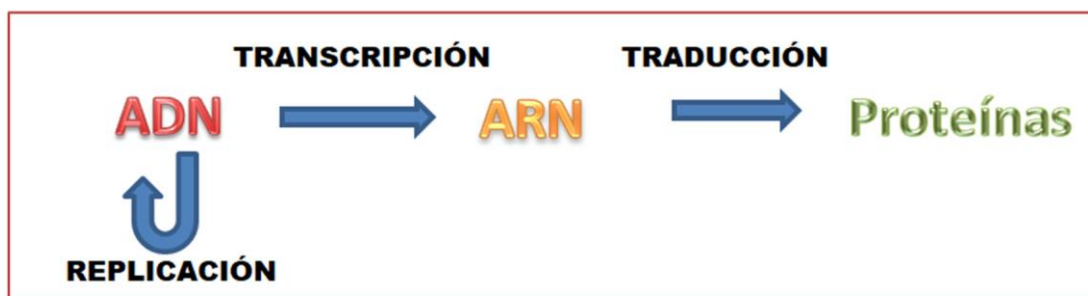 TRANSCRIPCIÓN
TRADUCCIÓN
ADN
ARN
Proteínas
REPLICACIÓN